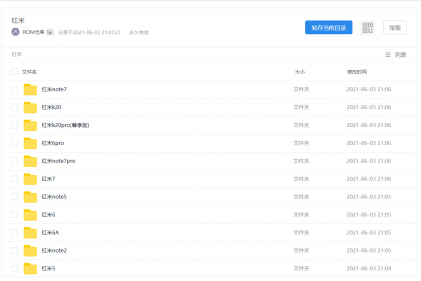 红米
ROM仓库 分享于2021-06-03 21:07:21 永久有效
转存当前目录 举报
红米 列表
文件名 大小 修改时间
红米note7 文件夹 2021-06-03 21:06
红米k20 文件夹 2021-06-03 21:06
红米k20pro(尊享版) 文件夹 2021-06-03 21:06
红米6pro 文件夹 2021-06-03 21:06
红米note7pro 文件夹 2021-06-03 21:06
红米7 文件夹 2021-06-03 21:06
红米note5 文件夹 2021-06-03 21:05
红米6 文件夹 2021-06-03 21:05
红米6A 文件夹 2021-06-03 21:05
红米note2 文件夹 2021-06-03 21:05
红米5 文件夹 2021-06-03 21:04